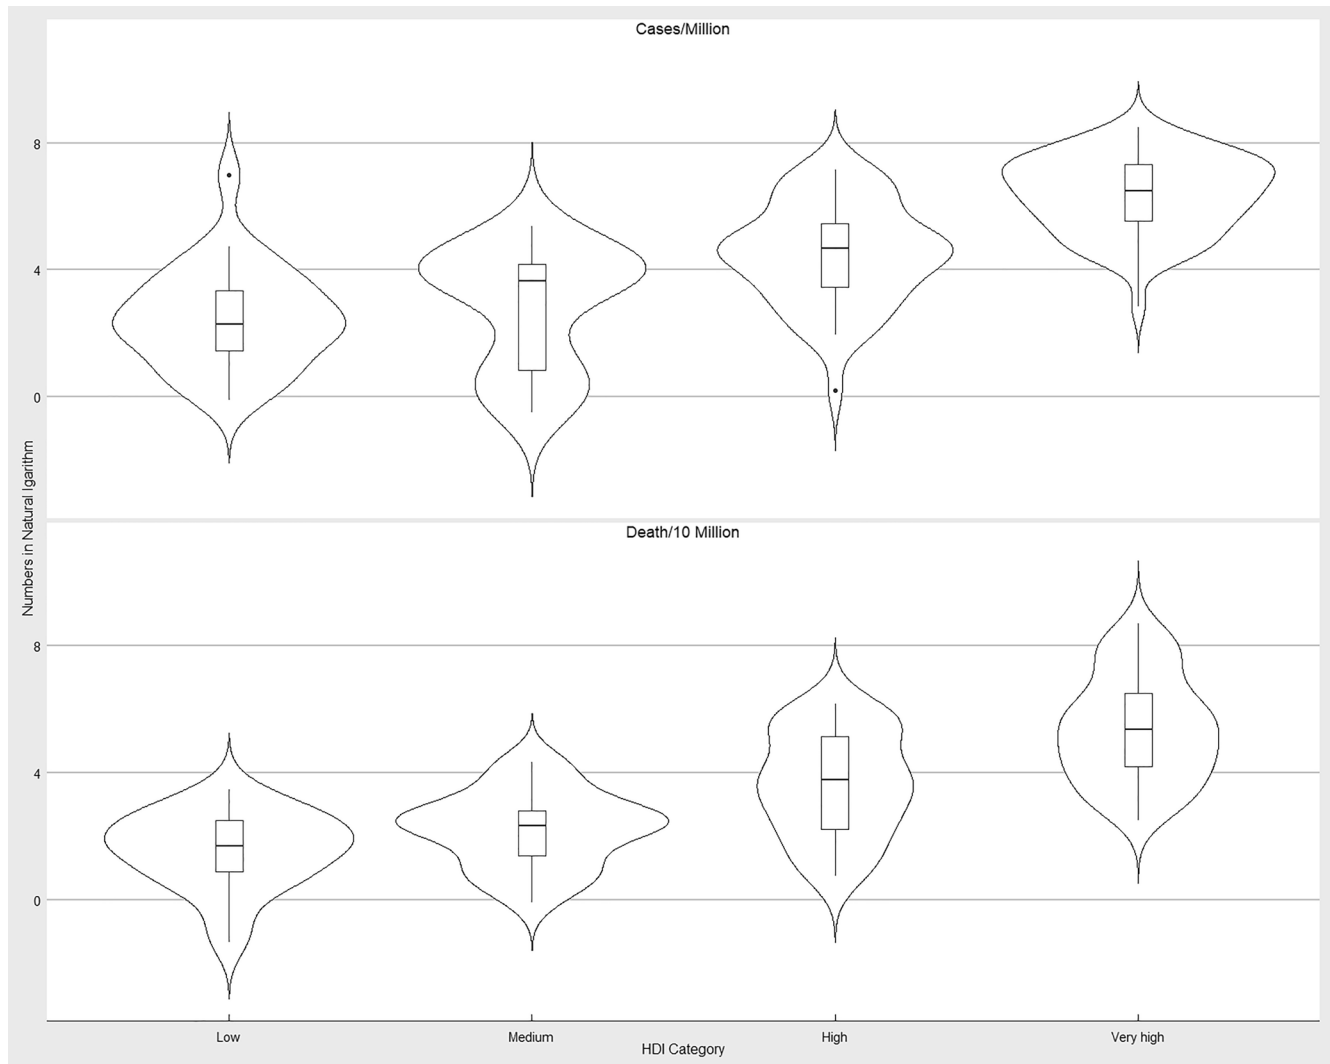 Cases/Million
8
4
0
Numbers in Natural lgarithm
Death/10 Million
8
4
0
Low Medium High Very high
HDI Category